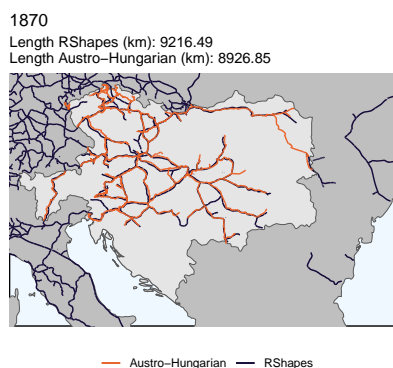 1870
Length RShapes (km): 9216.49
Length Austro−Hungarian (km): 8926.85
Austro−Hungarian RShapes